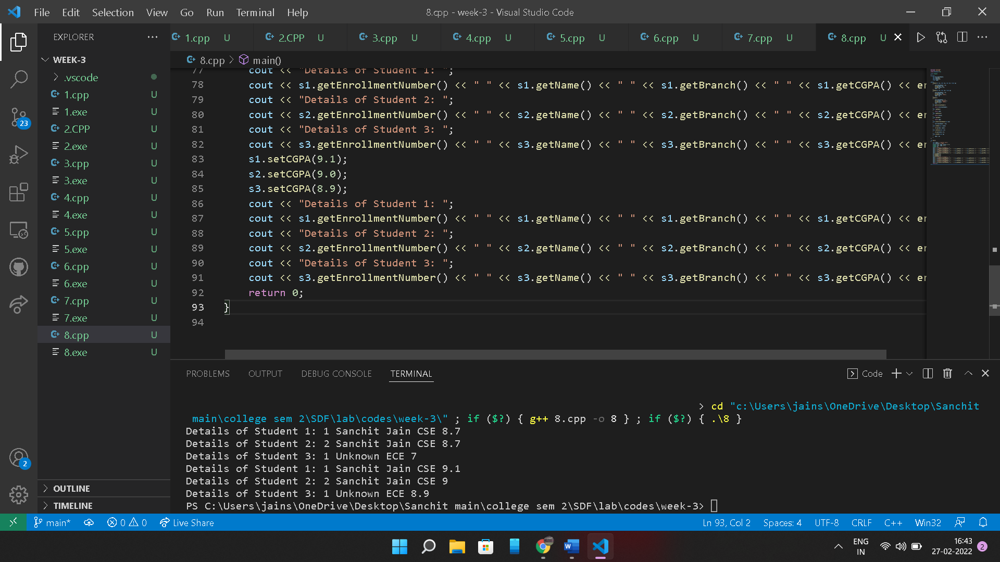 File Edit Selection View Go Run Terminal Help
8.cpp - week-3 - Visual Studio Code
EXPLORER
1.cpp U 2.CPP U 3.cpp U 4.cpp U 5.cpp U 6.cpp U 7.cpp U 8.cpp U
8.cpp > main()
WEEK-3
.vscode
1.cpp U
1.exe U
2.CPP U
2.exe U
3.cpp U
3.exe U
4.cpp U
4.exe U
5.cpp U
5.exe U
6.cpp U
6.exe U
7.cpp U
7.exe U
8.cpp U
8.exe U
23
2
OUTLINE
TIMELINE
77 cout << "Details of Student 1: ";
78 cout << s1.getEnrollmentNumber() << " " << s1.getName() << " " << s1.getBranch() << " " << s1.getCGPA() << er
79 cout << "Details of Student 2: ";
80 cout << s2.getEnrollmentNumber() << " " << s2.getName() << " " << s2.getBranch() << " " << s2.getCGPA() << er
81 cout << "Details of Student 3: ";
82 cout << s3.getEnrollmentNumber() << " " << s3.getName() << " " << s3.getBranch() << " " << s3.getCGPA() << er
83 s1.setCGPA(9.1);
84 s2.setCGPA(9.0);
85 s3.setCGPA(8.9);
86 cout << "Details of Student 1: ";
87 cout << s1.getEnrollmentNumber() << " " << s1.getName() << " " << s1.getBranch() << " " << s1.getCGPA() << er
88 cout << "Details of Student 2: ";
89 cout << s2.getEnrollmentNumber() << " " << s2.getName() << " " << s2.getBranch() << " " << s2.getCGPA() << er
90 cout << "Details of Student 3: ";
91 cout << s3.getEnrollmentNumber() << " " << s3.getName() << " " << s3.getBranch() << " " << s3.getCGPA() << er
92 return 0;
93 }
94
PROBLEMS OUTPUT DEBUG CONSOLE TERMINAL
Code
> cd "c:\Users\jains\OneDrive\Desktop\Sanchit
main\college sem 2\SDF\lab\codes\week-3\" ; if ($?) { g++ 8.cpp -o 8 } ; if ($?) { .\8 }
Details of Student 1: 1 Sanchit Jain CSE 8.7
Details of Student 2: 2 Sanchit Jain CSE 8.7
Details of Student 3: 1 Unknown ECE 7
Details of Student 1: 1 Sanchit Jain CSE 9.1
Details of Student 2: 2 Sanchit Jain CSE 9
Details of Student 3: 1 Unknown ECE 8.9
PS C:\Users\jains\OneDrive\Desktop\Sanchit main\college sem 2\SDF\lab\codes\week-3>
main* 0 0 Live Share
Ln 93, Col 2 Spaces: 4 UTF-8 CRLF C++ Win32
ENG
IN
16:43
27-02-2022
2